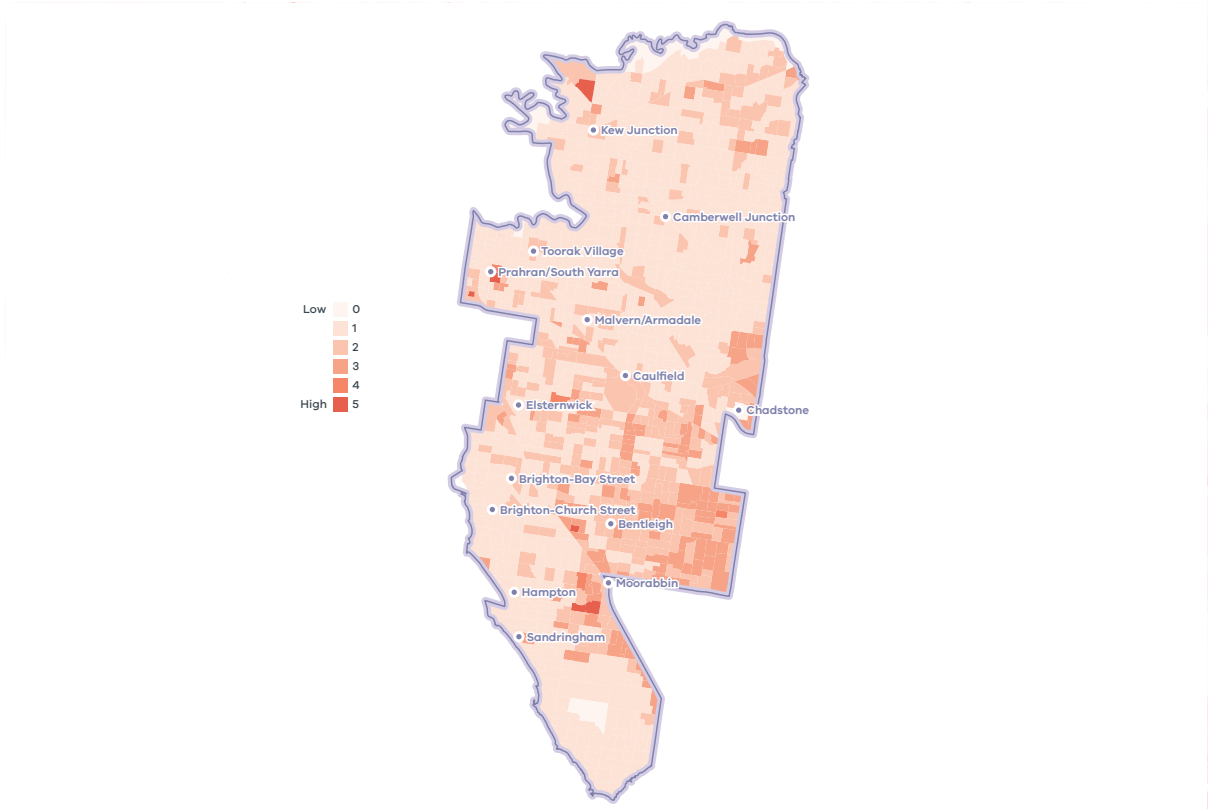 Kew Junction
Camberwell Junction
Toorak Village
Prahran/South Yarra
Low 0
1
2
3
4
High 5
Malvern/Armadale
Caulfield
Elsternwick
Chadstone
Brighton-Bay Street
Brighton-Church Street
Bentleigh
Moorabbin
Hampton
Sandringham